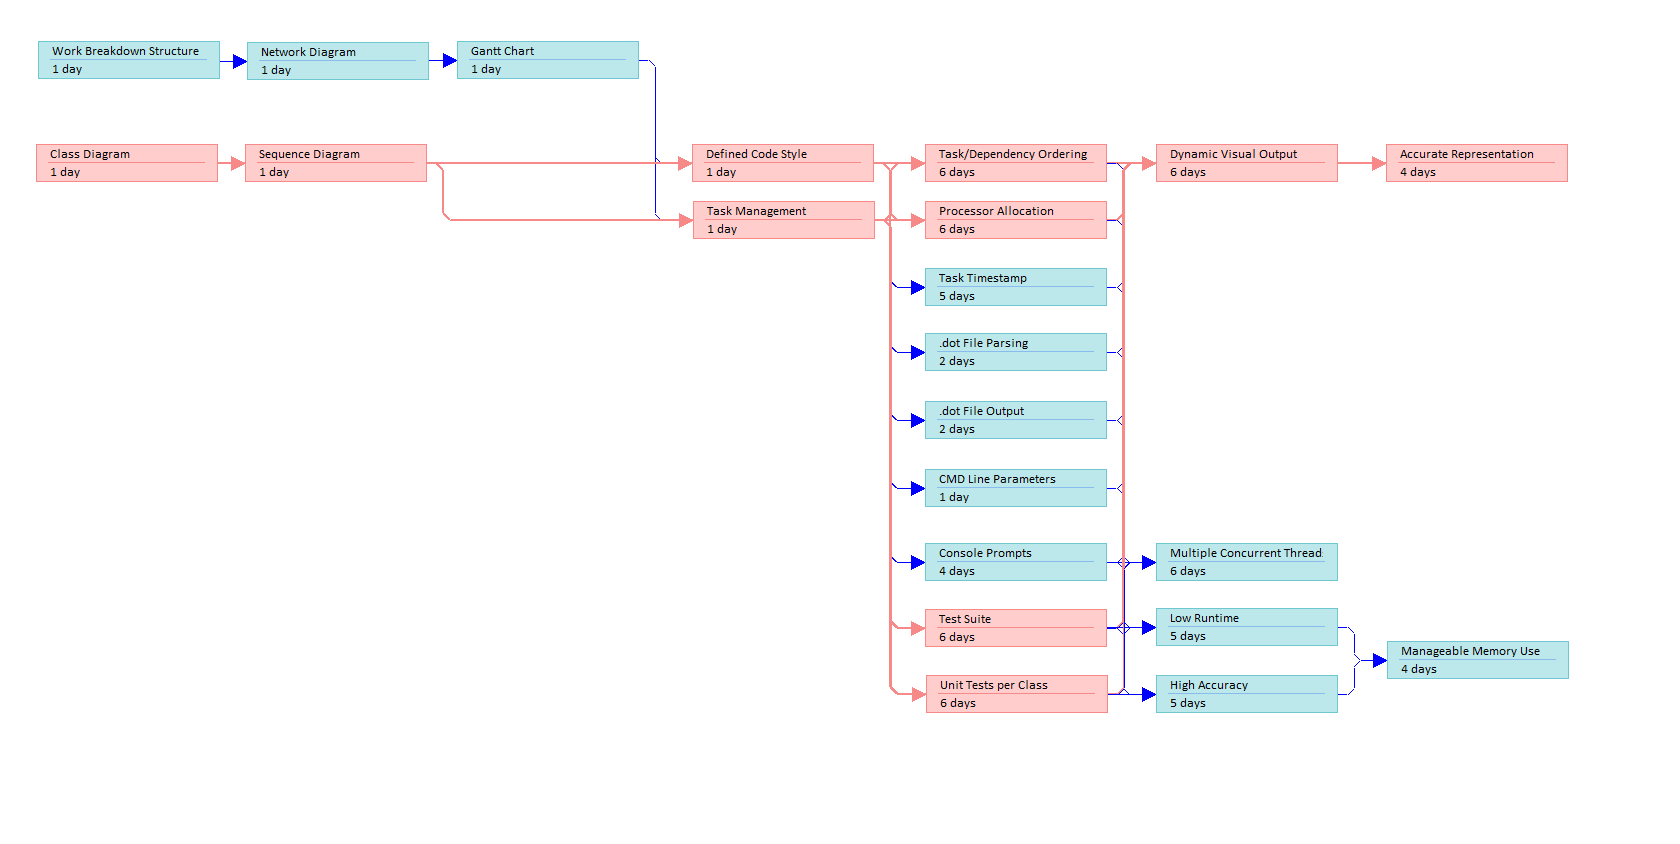 Work Breakdown Structure
1 day
Network Diagram
1 day
Gantt Chart
1 day
Class Diagram
1 day
Sequence Diagram
1 day
Defined Code Style
1 day
Task/Dependency Ordering
6 days
Dynamic Visual Output
6 days
Accurate Representation
4 days
Task Management
1 day
Processor Allocation
6 days
Task Timestamp
5 days
.dot File Parsing
2 days
.dot File Output
2 days
CMD Line Parameters
1 day
Console Prompts
4 days
Multiple Concurrent Thread
6 days
Test Suite
6 days
Low Runtime
5 days
Manageable Memory Use
4 days
Unit Tests per Class
6 days
High Accuracy
5 days